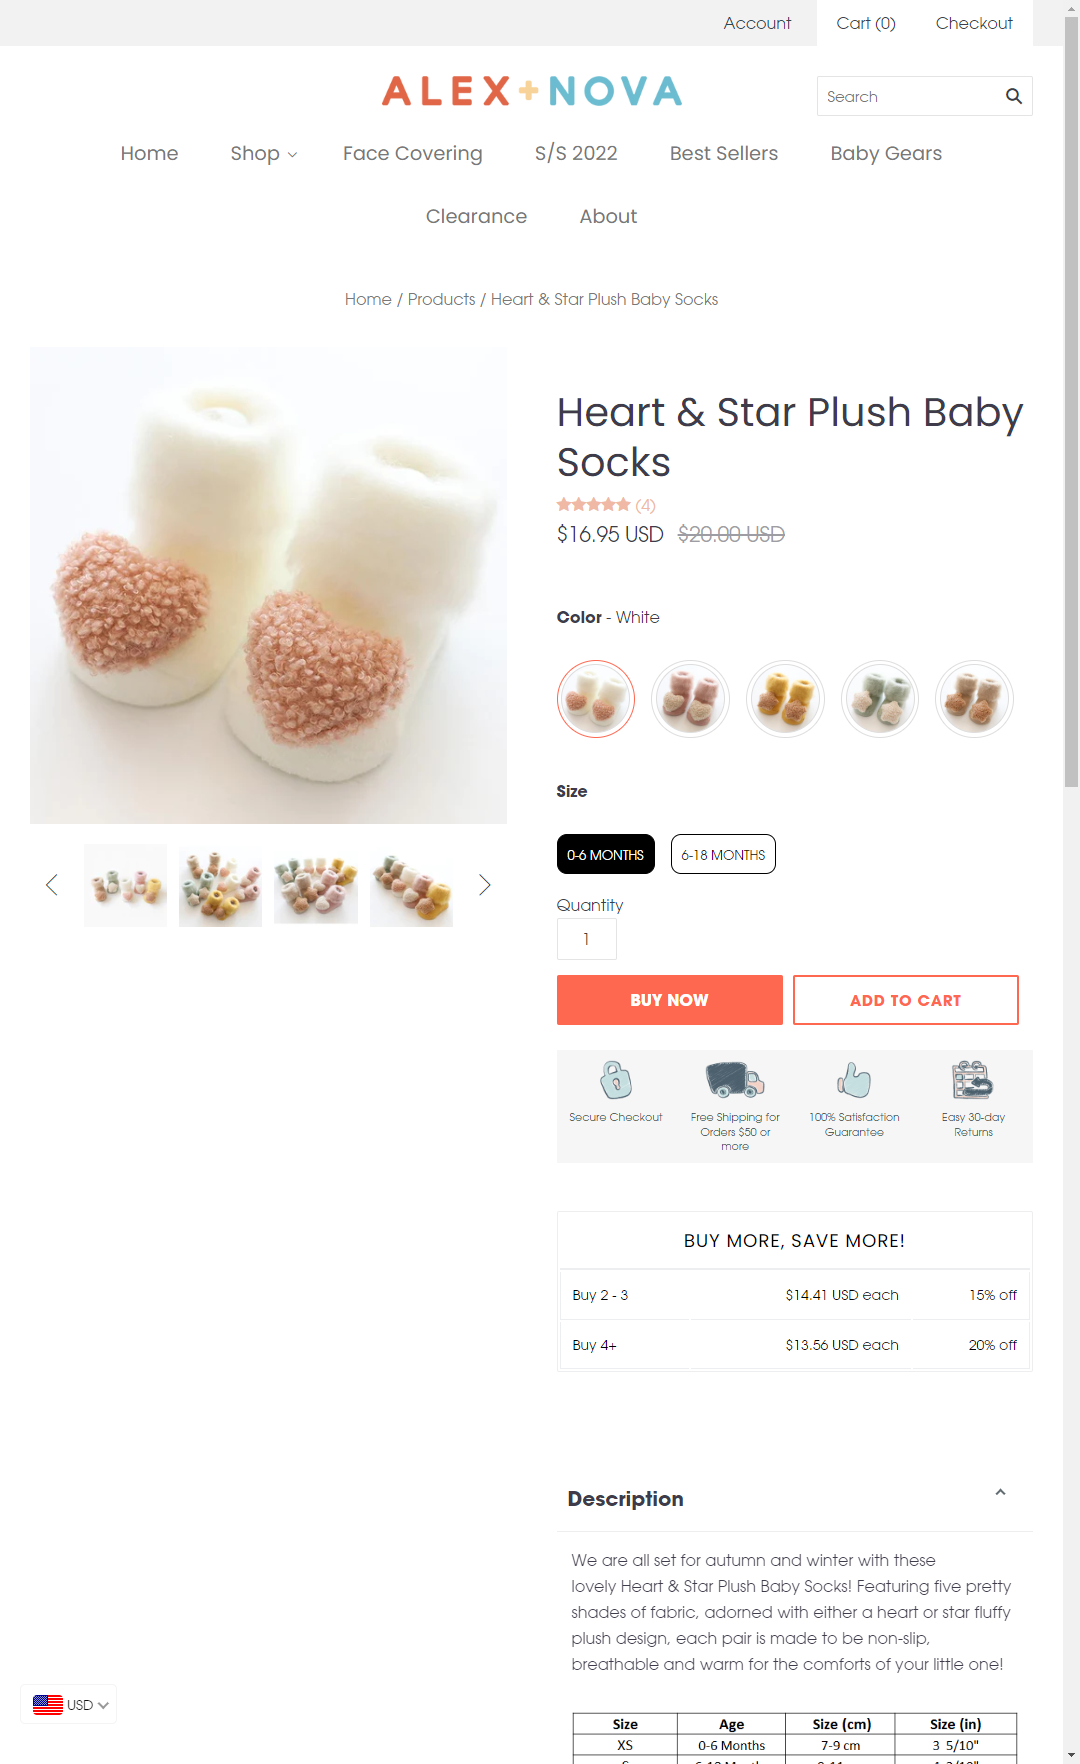 Account
Cart (0)
Checkout
ALEX+NOVA
Search
Home
Shop
Face Covering
S/S 2022
Best Sellers
Baby Gears
Clearance
About
Home / Products / Heart & Star Plush Baby Socks
Heart & Star Plush Baby
Socks
(4)
$16.95 USD $20.00 USD
Color - White
Size
0-6 MONTHS
6-18 MONTHS
Quantity
1
BUY NOW
ADD TO CART
Secure Checkout
Free Shipping for
Orders $50 or
more
100% Satisfaction
Guarantee
Easy 30-day
Returns
BUY MORE, SAVE MORE!
Buy 2 - 3 $14.41 USD each 15% off
Buy 4+ $13.56 USD each 20% off
Description
We are all set for autumn and winter with these
lovely Heart & Star Plush Baby Socks! Featuring five pretty
shades of fabric, adorned with either a heart or star fluffy
plush design, each pair is made to be non-slip,
breathable and warm for the comforts of your little one!
USD
Size Age Size (cm) Size (in)
XS 0-6 Months 7-9 cm 3 5/10"